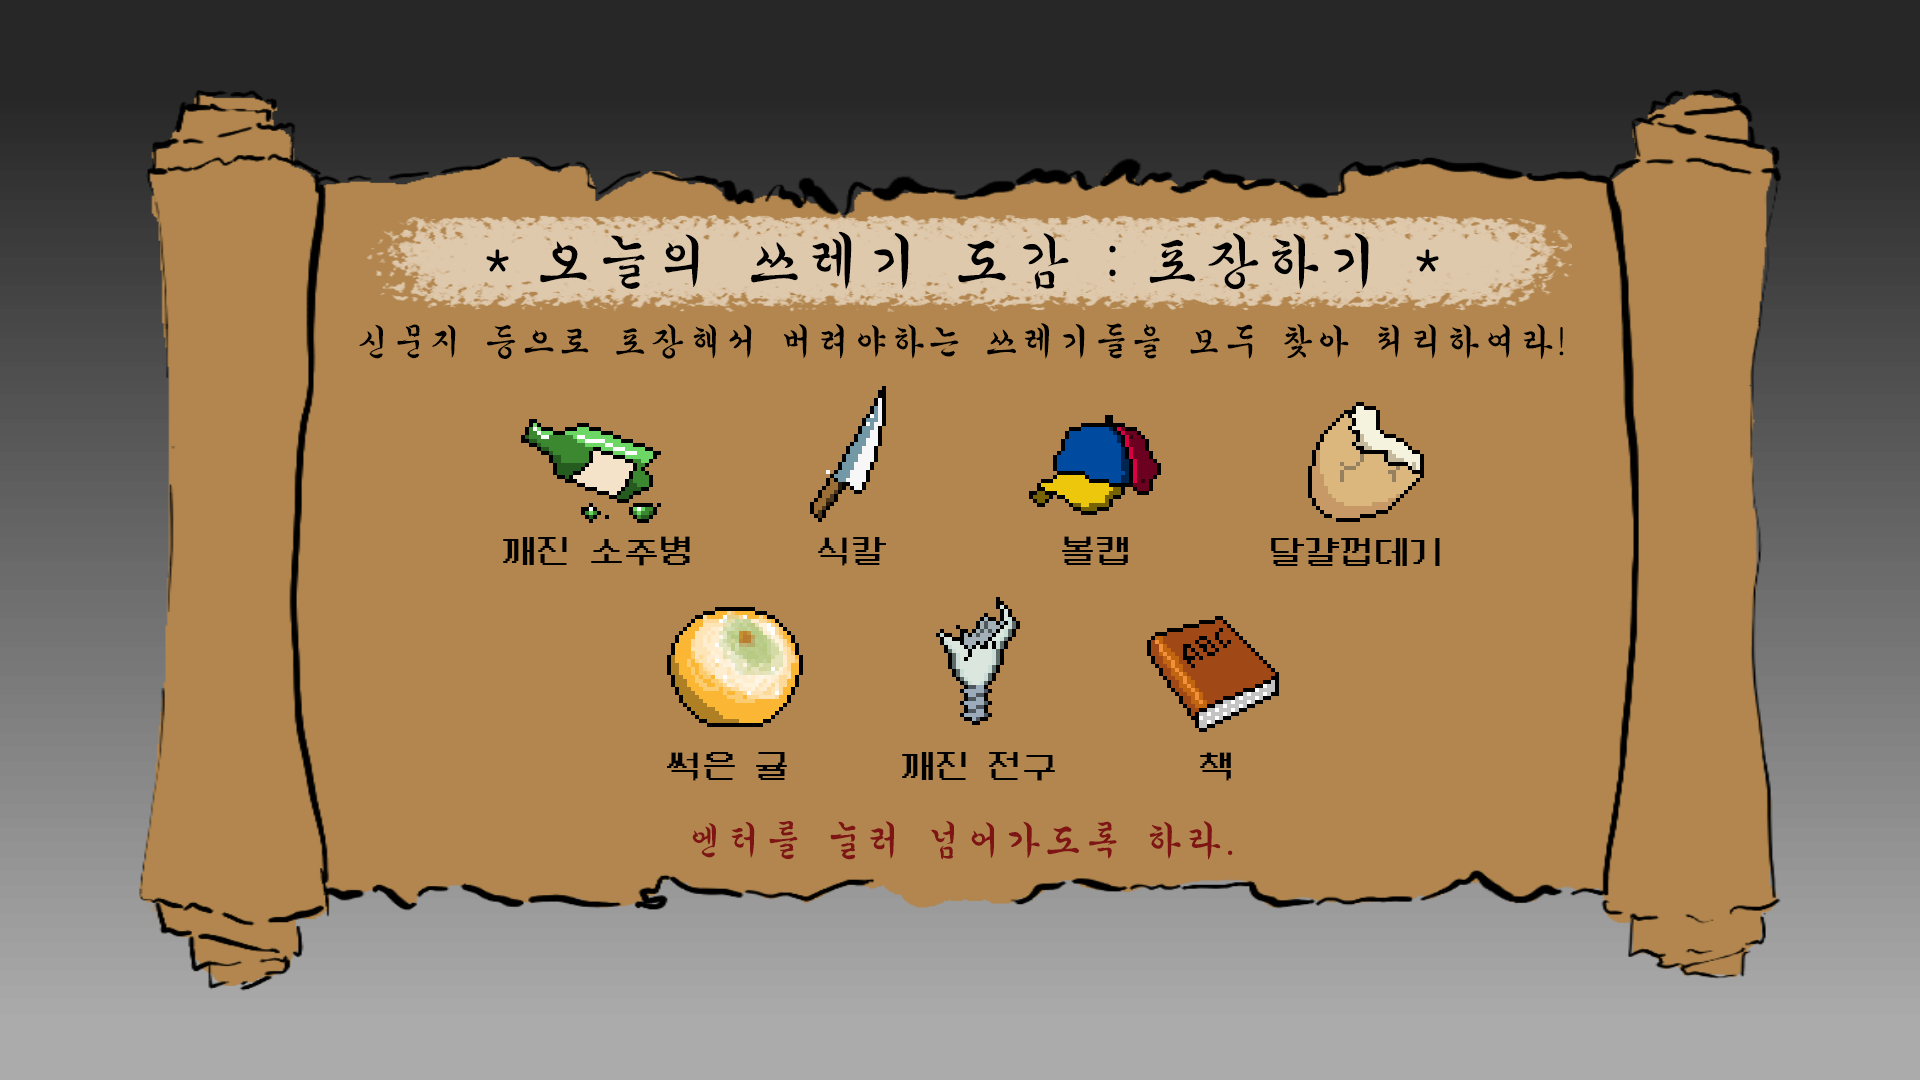 * 오늘의 쓰레기 도감 : 포장하기 *
신문지 등으로 포장해서 버려야하는 쓰레기들을 모두 찾아 처리하여라!
깨진 소주병 식칼 볼캡 달걀껍데기
ABC
썩은 귤 깨진 전구 책
엔터를 눌러 넘어가도록 하라.